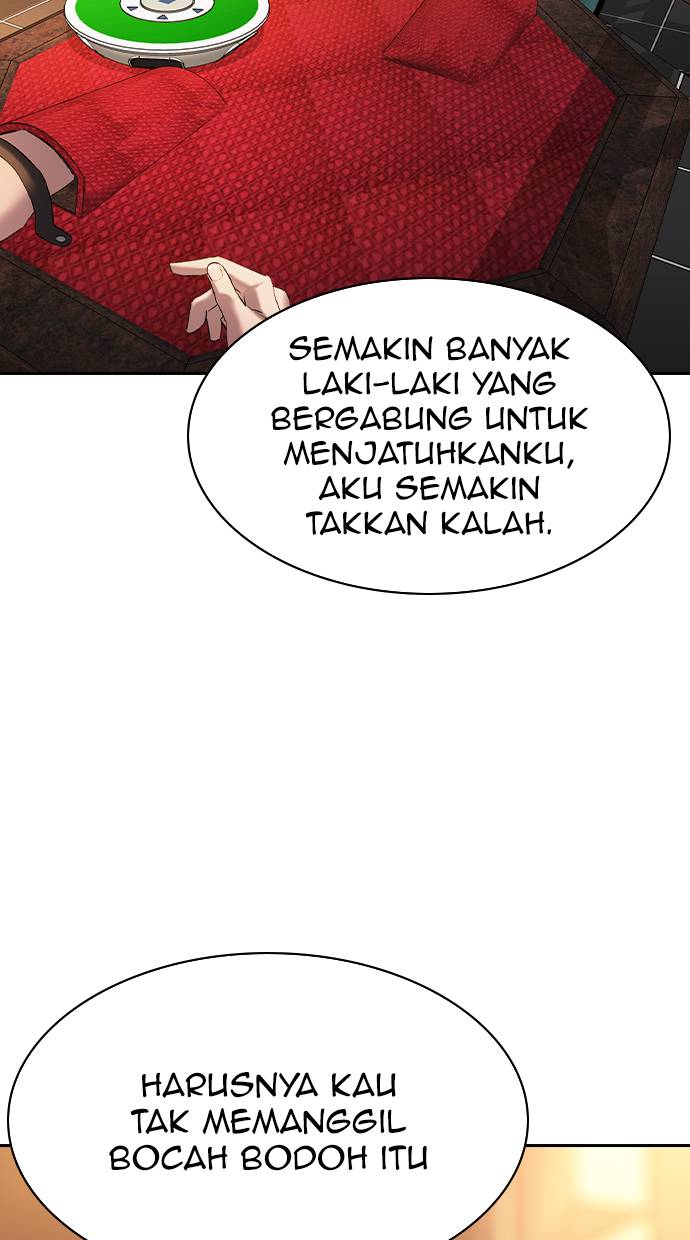 SEMAKIN BANYAK
LAKI-LAKI YANG
BERGABUNG UNTUK
MENJATUHKANKU,
AKU SEMAKIN
TAKKAN KALAH.
HARUSNYA KAU
TAK MEMANGGIL
BOCAH BODOH ITU